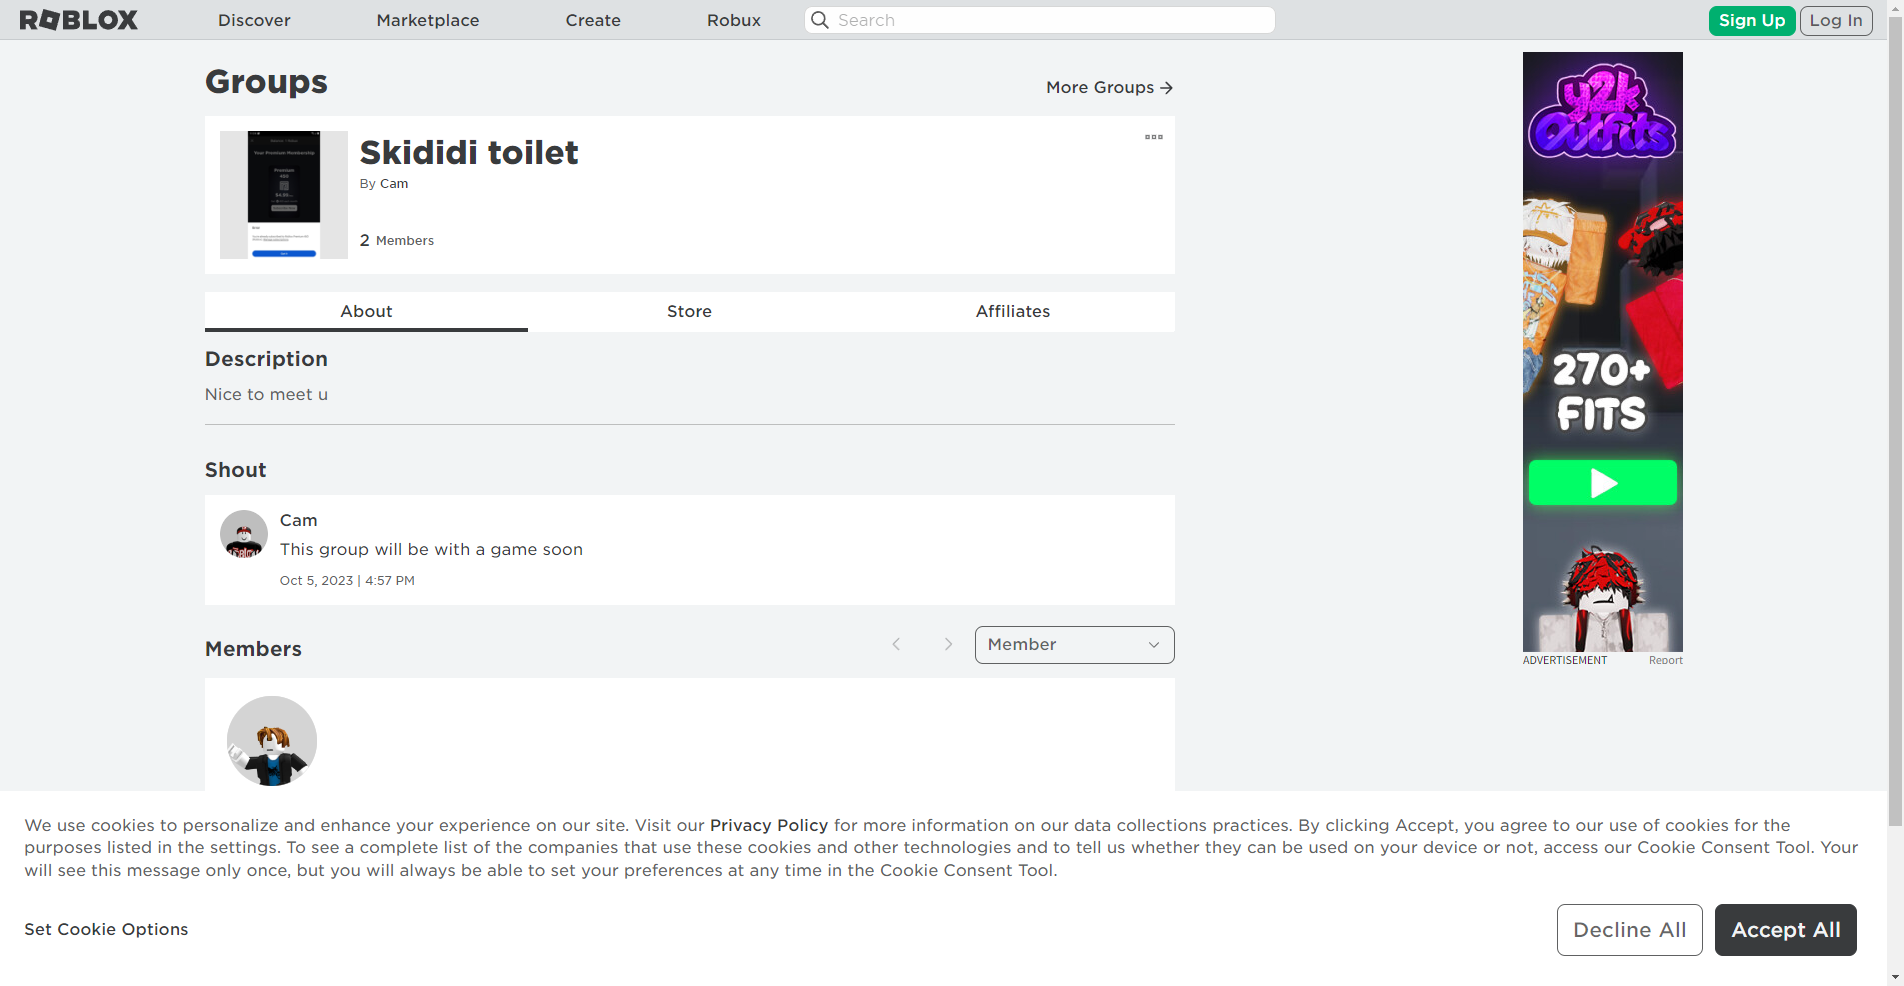 ROBLOX
Discover
Marketplace
Create
Robux
Search
Sign Up
Log In
Groups
More Groups
Skididi toilet
By Cam
2 Members
About
Store
Affiliates
Description
Nice to meet u
Shout
Cam
This group will be with a game soon
Oct 5, 2023 | 4:57 PM
Members
Member
y2k
Outfits
270+
FITS
ADVERTISEMENT
Report
We use cookies to personalize and enhance your experience on our site. Visit our Privacy Policy for more information on our data collections practices. By clicking Accept, you agree to our use of cookies for the
purposes listed in the settings. To see a complete list of the companies that use these cookies and other technologies and to tell us whether they can be used on your device or not, access our Cookie Consent Tool. Your
will see this message only once, but you will always be able to set your preferences at any time in the Cookie Consent Tool.
Set Cookie Options
Decline All
Accept All